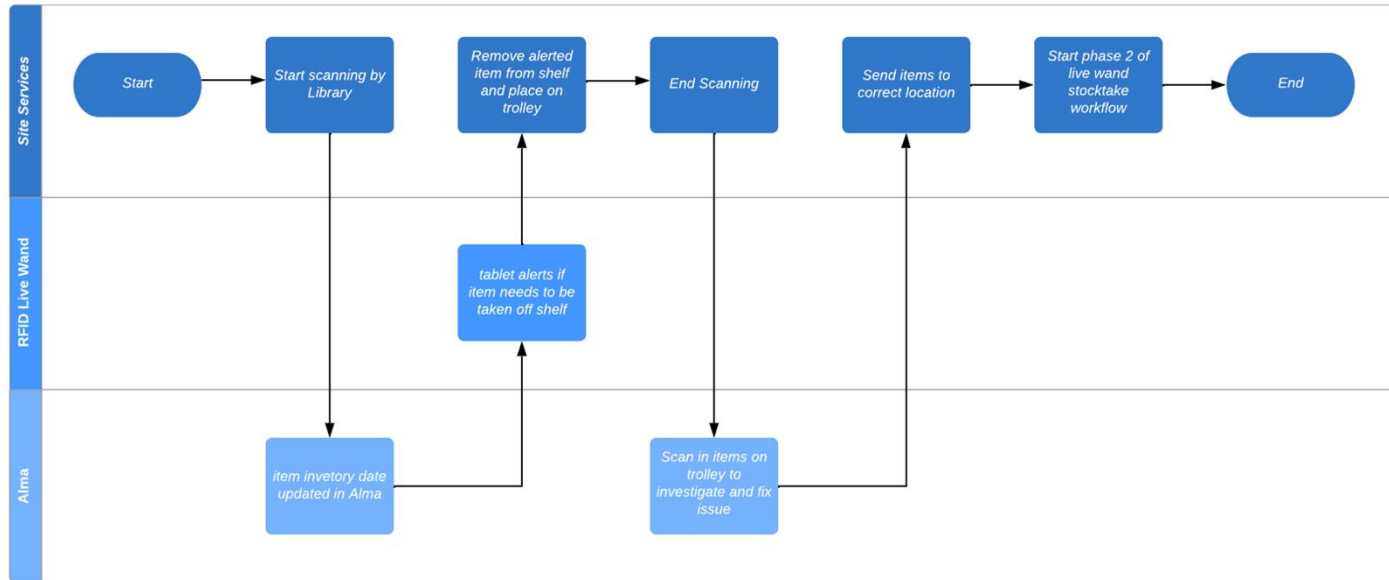 Site Services
Start
Start scanning by
Library
Remove alerted
item from shelf
and place on
trolley
End Scanning
Send items to
correct location
Start phase 2 of
live wand
stocktake
workflow
End
RFID Live Wand
tablet alerts if
item needs to be
taken off shelf
Alma
item invetory date
updated in Alma
Scan in items on
trolley to
investigate and fix
issue